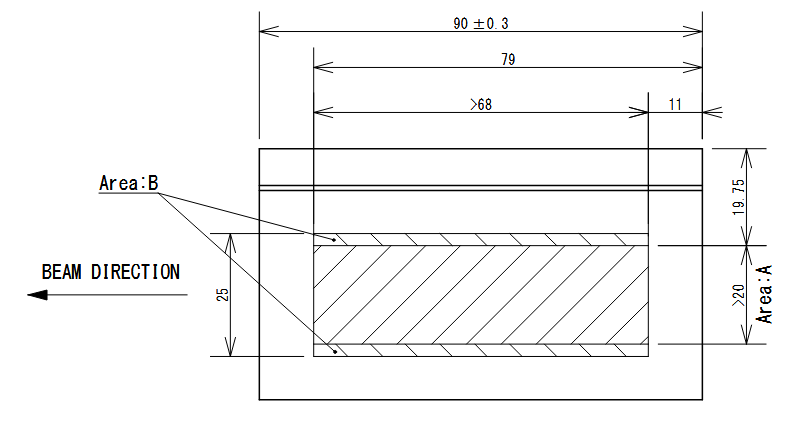 90 ±0.3
79
>68
11
Area:B
19.75
BEAM DIRECTION
25
>20
Area:A